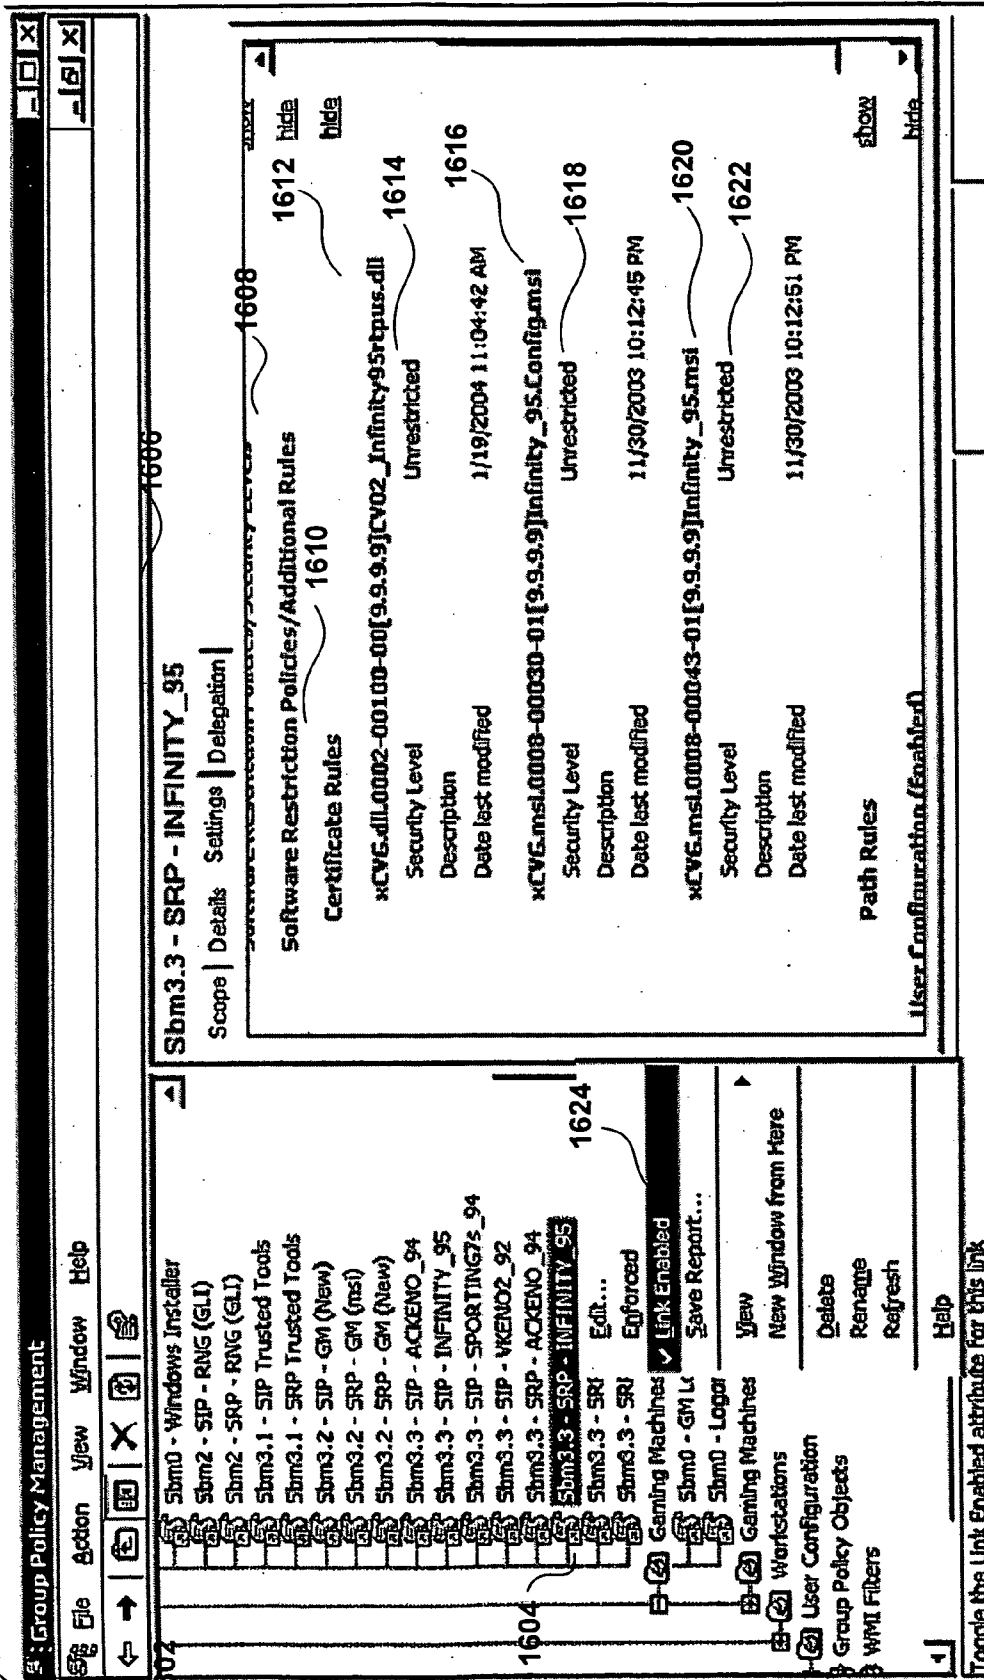 Group Policy Management
File Action View Window Help
1602
Sbm0 - Windows Installer
Sbm2 - SIP - RNG (GLI)
Sbm2 - SRP - RNG (GLI)
Sbm3.1 - SIP Trusted Tools
Sbm3.1 - SRP Trusted Tools
Sbm3.2 - SIP - GM (New)
Sbm3.2 - SRP - GM (msi)
Sbm3.2 - SRP - GM (New)
Sbm3.3 - SIP - ACKENO_94
Sbm3.3 - SIP - INFINITY_95
Sbm3.3 - SIP - SPORTING7s_94
Sbm3.3 - SIP - VKENO2_92
Sbm3.3 - SRP - ACKENO_94
Sbm3.3 - SRP - INFINITY_95
Sbm3.3 - SRI
Sbm3.3 - SRI
1604
Gaming Machines
Sbm0 - GM L
Sbm0 - Logor
Gaming Machines
Workstations
User Configuration
Group Policy Objects
WMI Filters
Edit...
Enforced
Link Enabled
1624
Save Report...
View
New Window from Here
Delete
Rename
Refresh
Help
Toggle the Link Enabled attribute for this link
Sbm3.3 - SRP - INFINITY_95
1606
Scope Details Settings Delegation
Software Restriction Policies/Security Levels show
1608
Software Restriction Policies/Additional Rules hide
Certificate Rules 1610 hide
1612
xCVG.dll.0002-00100-00[9.9.9.9]CV02_Infinity95rtpus.dll
Security Level Unrestricted 1614
Description
Date last modified 1/19/2004 11:04:42 AM
1616
xCVG.msi.0008-00030-01[9.9.9.9]Infinity_95.Config.msi
Security Level Unrestricted 1618
Description
Date last modified 11/30/2003 10:12:45 PM
1620
xCVG.msi.0008-00043-01[9.9.9.9]Infinity_95.msi
Security Level Unrestricted 1622
Description
Date last modified 11/30/2003 10:12:51 PM
Path Rules show
User Configuration (Enabled) hide